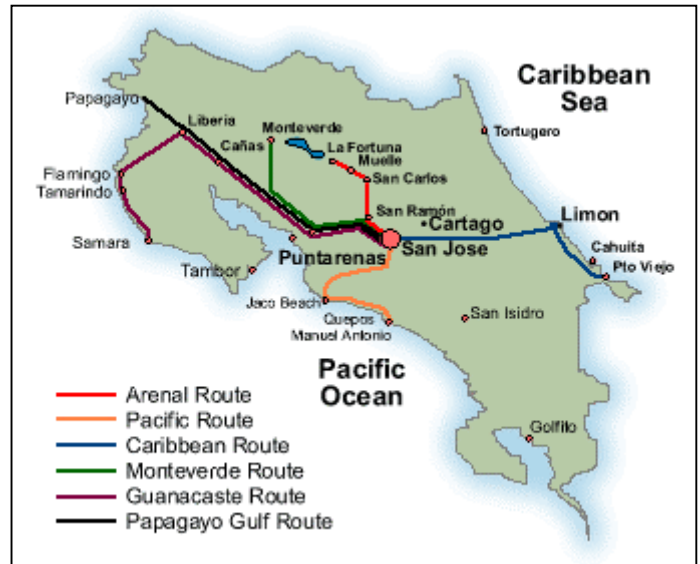 Caribbean
Sea
Papagayo
Liberia
Monteverde
Tortugero
Cañas
La Fortuna
Muelle
Flamingo
San Carlos
Tamarindo
San Ramón
Cartago
Limon
Samara
San Jose
Cahuita
Puntarenas
Tambor
Pto Viejo
Jaco Beach
Quepos
San Isidro
Manuel Antonio
Pacific
Ocean
Arenal Route
Pacific Route
Caribbean Route
Golfilo
Monteverde Route
Guanacaste Route
Papagayo Gulf Route